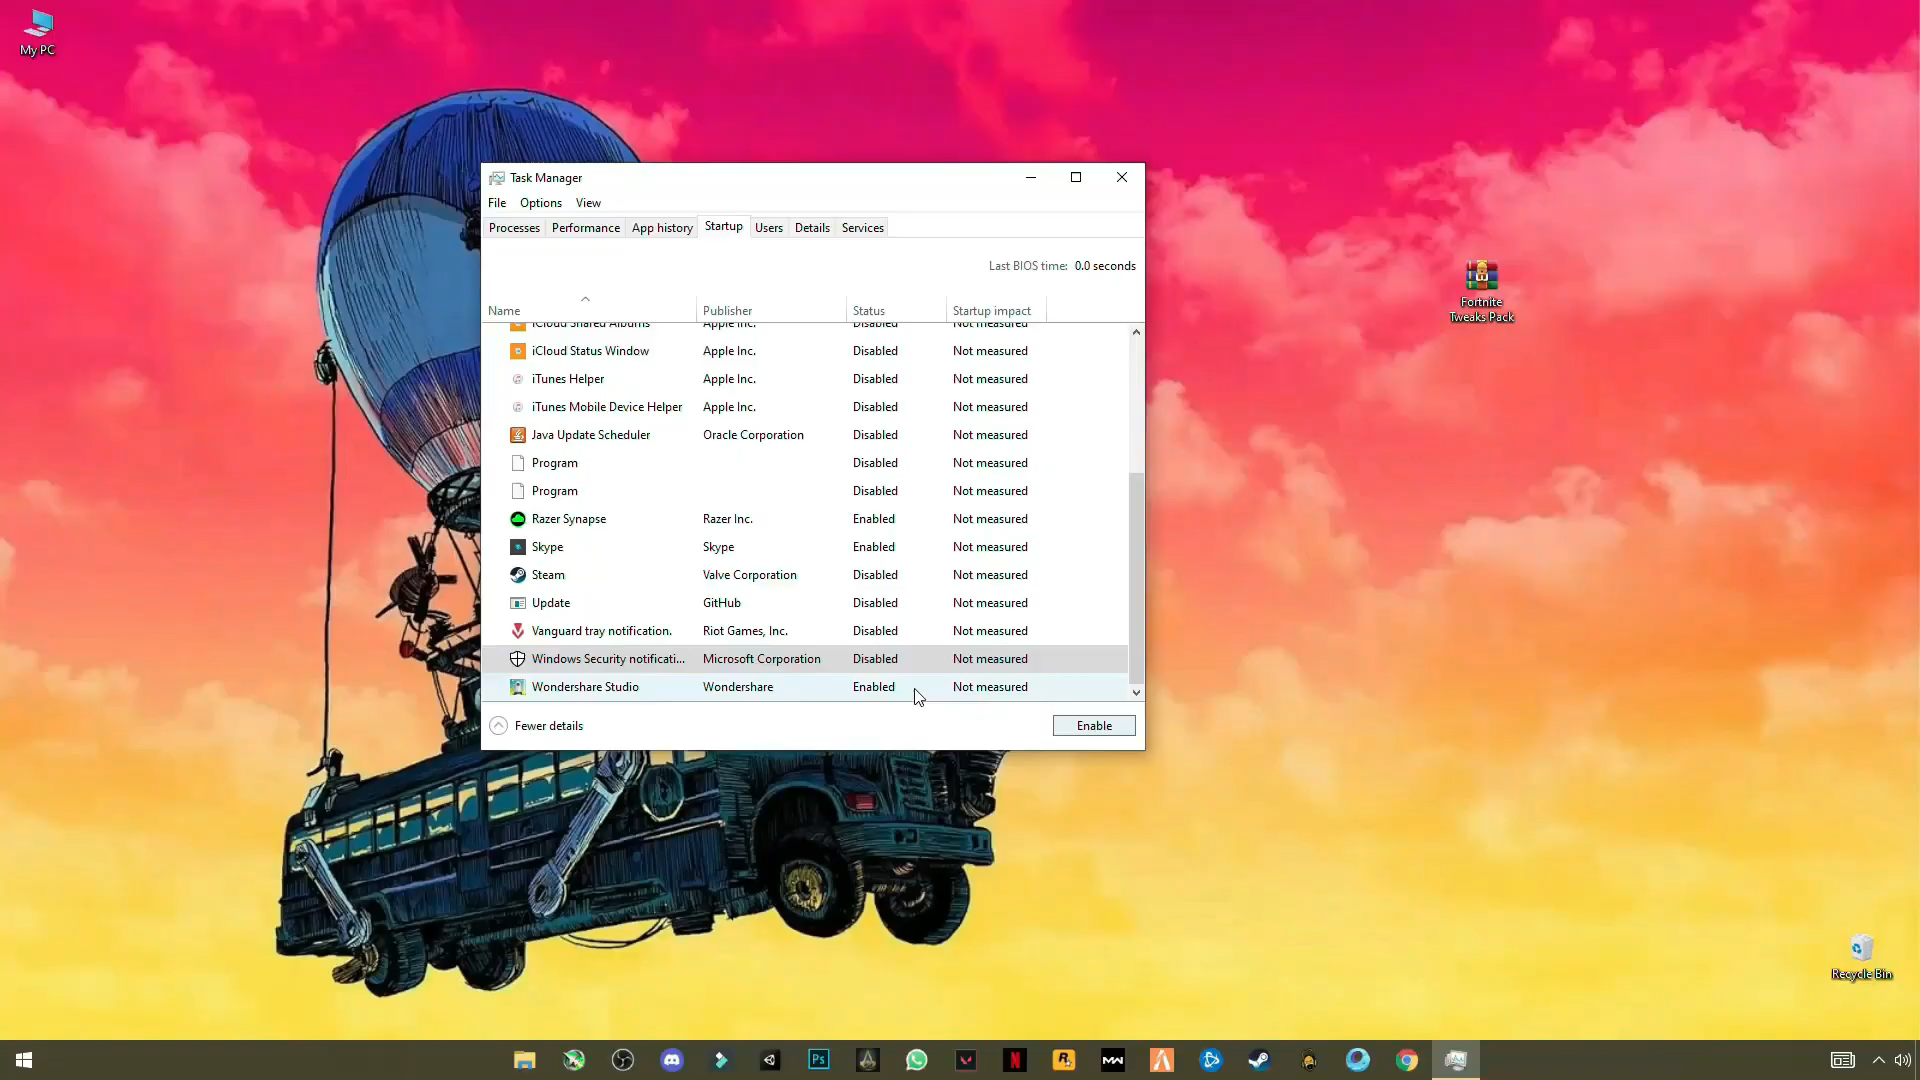 My PC
Task Manager
File Options View
Processes Performance App history Startup Users Details Services
Last BIOS time: 0.0 seconds
Name Publisher Status Startup impact
iCloud Shared Albums Apple Inc. Disabled Not measured
iCloud Status Window Apple Inc. Disabled Not measured
iTunes Helper Apple Inc. Disabled Not measured
iTunes Mobile Device Helper Apple Inc. Disabled Not measured
Java Update Scheduler Oracle Corporation Disabled Not measured
Program Disabled Not measured
Program Disabled Not measured
Razer Synapse Razer Inc. Enabled Not measured
Skype Skype Enabled Not measured
Steam Valve Corporation Disabled Not measured
Update GitHub Disabled Not measured
Vanguard tray notification. Riot Games, Inc. Disabled Not measured
Windows Security notificati... Microsoft Corporation Disabled Not measured
Wondershare Studio Wondershare Enabled Not measured
Fewer details Enable
Fortnite
Tweaks Pack
Recycle Bin
Ps
N
R
MW